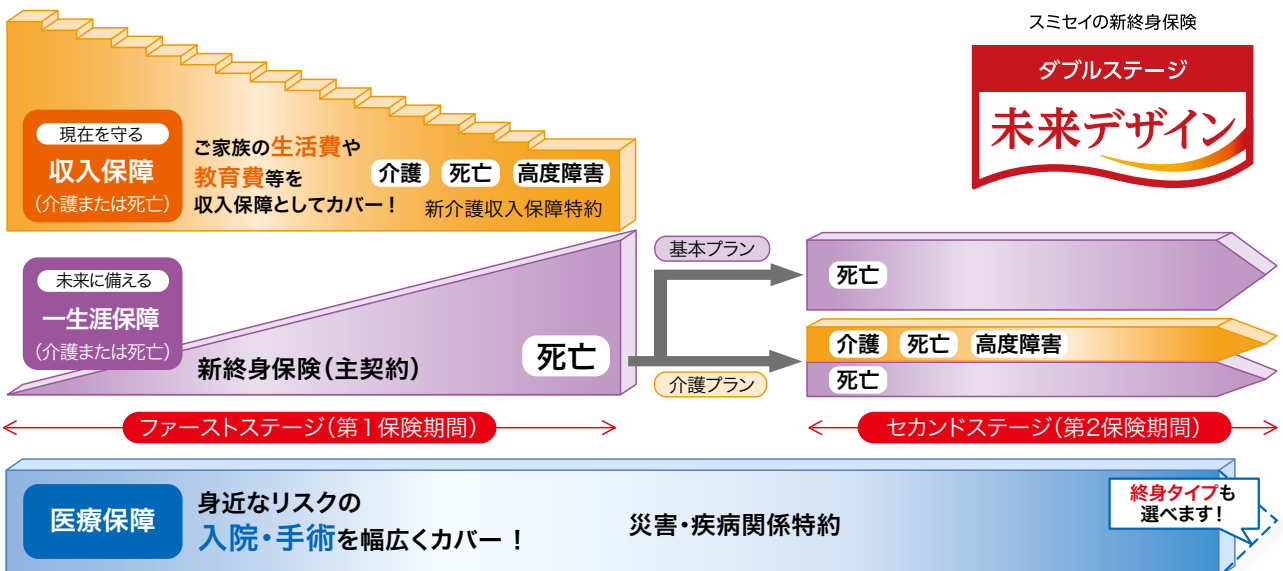 スミセイの新終身保険
ダブルステージ
未来デザイン
現在を守る
収入保障
（介護または死亡）
ご家族の生活費や
教育費等を
収入保障としてカバー！
介護 死亡 高度障害
新介護収入保障特約
未来に備える
一生涯保障
（介護または死亡）
新終身保険（主契約）
死亡
基本プラン
介護プラン
死亡
介護 死亡 高度障害
死亡
ファーストステージ（第１保険期間）
セカンドステージ（第2保険期間）
医療保障
身近なリスクの
入院・手術を幅広くカバー！
災害・疾病関係特約
終身タイプも
選べます！